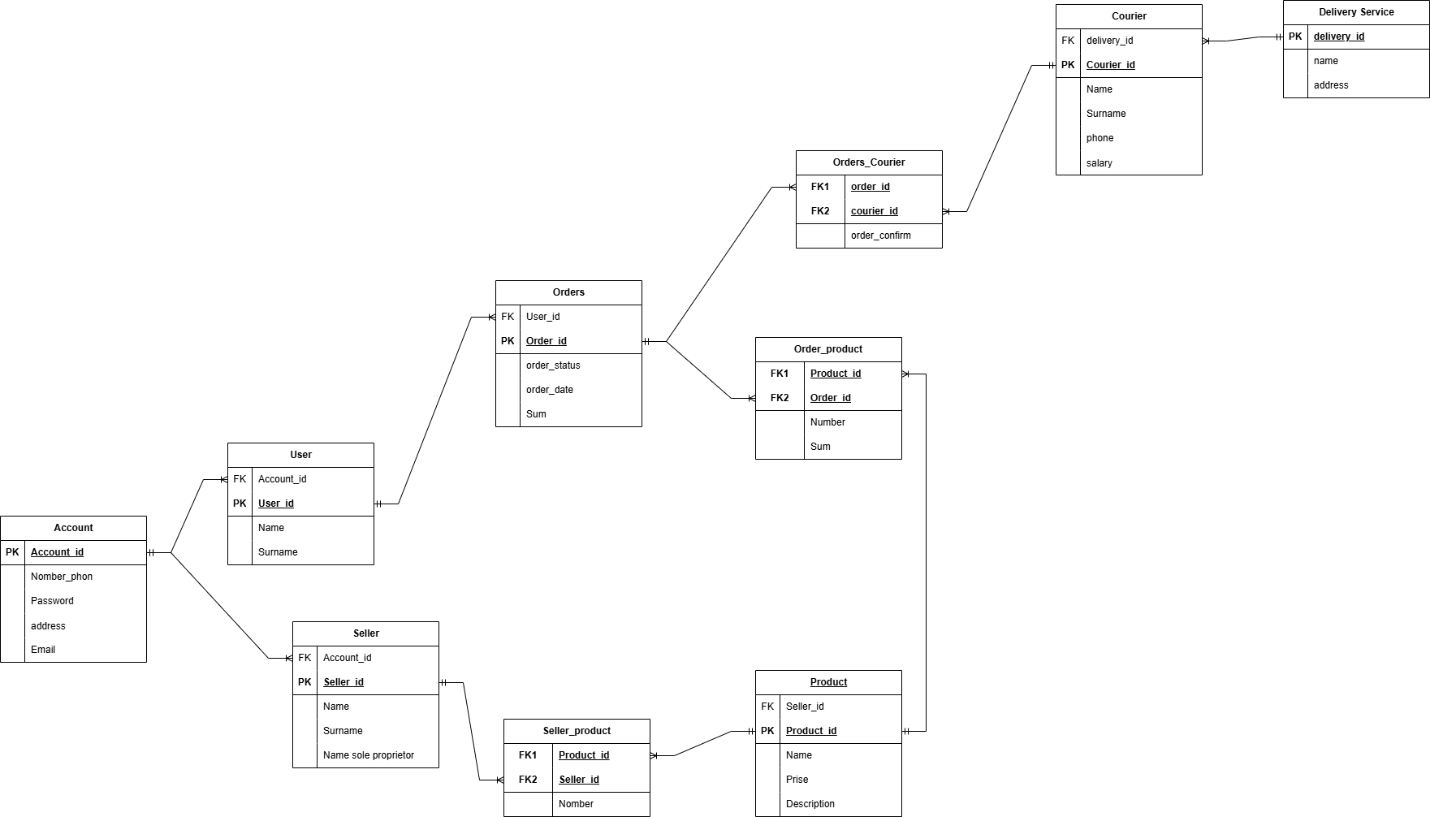 Delivery Service
PK delivery_id
name
address
Courier
FK delivery_id
PK Courier_id
Name
Surname
phone
salary
Orders_Courier
FK1 order_id
FK2 courier_id
order_confirm
Orders
FK User_id
PK Order_id
order_status
order_date
Sum
Order_product
FK1 Product_id
FK2 Order_id
Number
Sum
User
FK Account_id
PK User_id
Name
Surname
Account
PK Account_id
Nomber_phon
Password
address
Email
Seller
FK Account_id
PK Seller_id
Name
Surname
Name sole proprietor
Seller_product
FK1 Product_id
FK2 Seller_id
Nomber
Product
FK Seller_id
PK Product_id
Name
Prise
Description